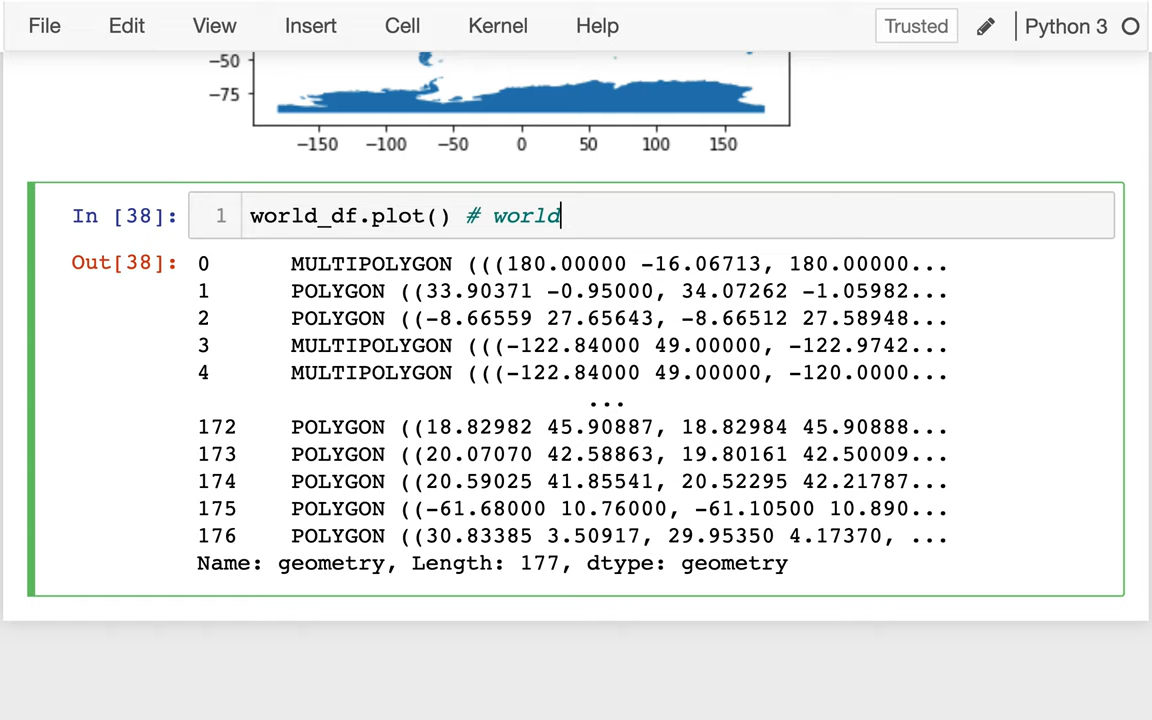 File Edit View Insert Cell Kernel Help Trusted Python 3
−50
−75
−150 −100 −50 0 50 100 150
In [38]: 1 world_df.plot() # world
Out[38]: 0 MULTIPOLYGON (((180.00000 -16.06713, 180.00000...
1 POLYGON ((33.90371 -0.95000, 34.07262 -1.05982...
2 POLYGON ((-8.66559 27.65643, -8.66512 27.58948...
3 MULTIPOLYGON (((-122.84000 49.00000, -122.9742...
4 MULTIPOLYGON (((-122.84000 49.00000, -120.0000...
...
172 POLYGON ((18.82982 45.90887, 18.82984 45.90888...
173 POLYGON ((20.07070 42.58863, 19.80161 42.50009...
174 POLYGON ((20.59025 41.85541, 20.52295 42.21787...
175 POLYGON ((-61.68000 10.76000, -61.10500 10.890...
176 POLYGON ((30.83385 3.50917, 29.95350 4.17370, ...
Name: geometry, Length: 177, dtype: geometry